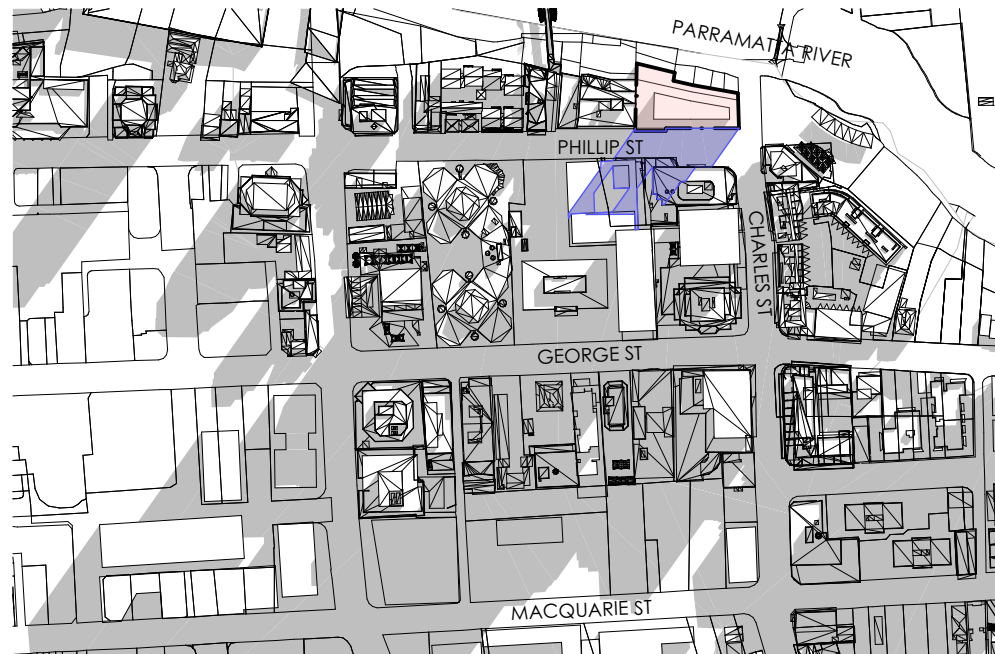 PARRAMATTA RIVER
PHILLIP ST
CHARLES ST
GEORGE ST
MACQUARIE ST